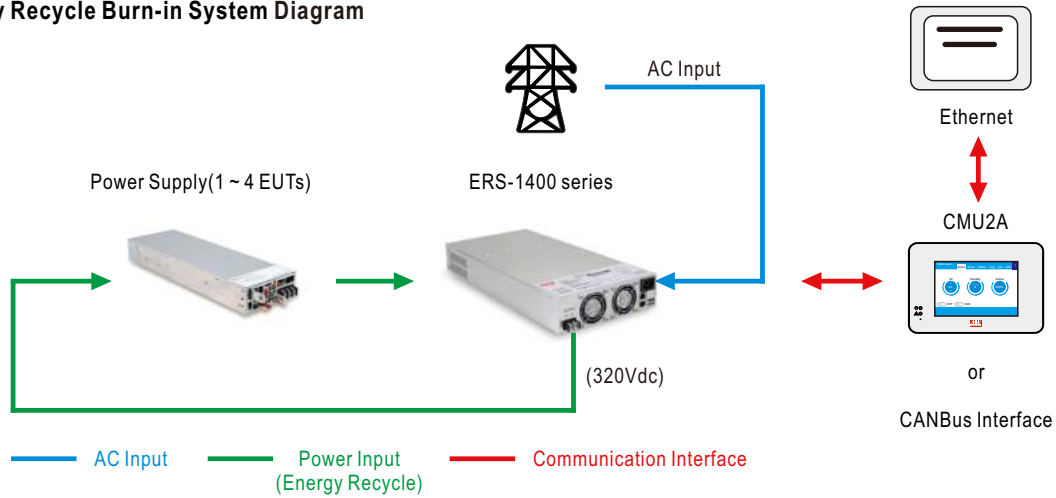 y Recycle Burn-in System Diagram
AC Input
Ethernet
Power Supply(1 ~ 4 EUTs)
ERS-1400 series
CMU2A
(320Vdc)
or
CANBus Interface
AC Input
Power Input
(Energy Recycle)
Communication Interface